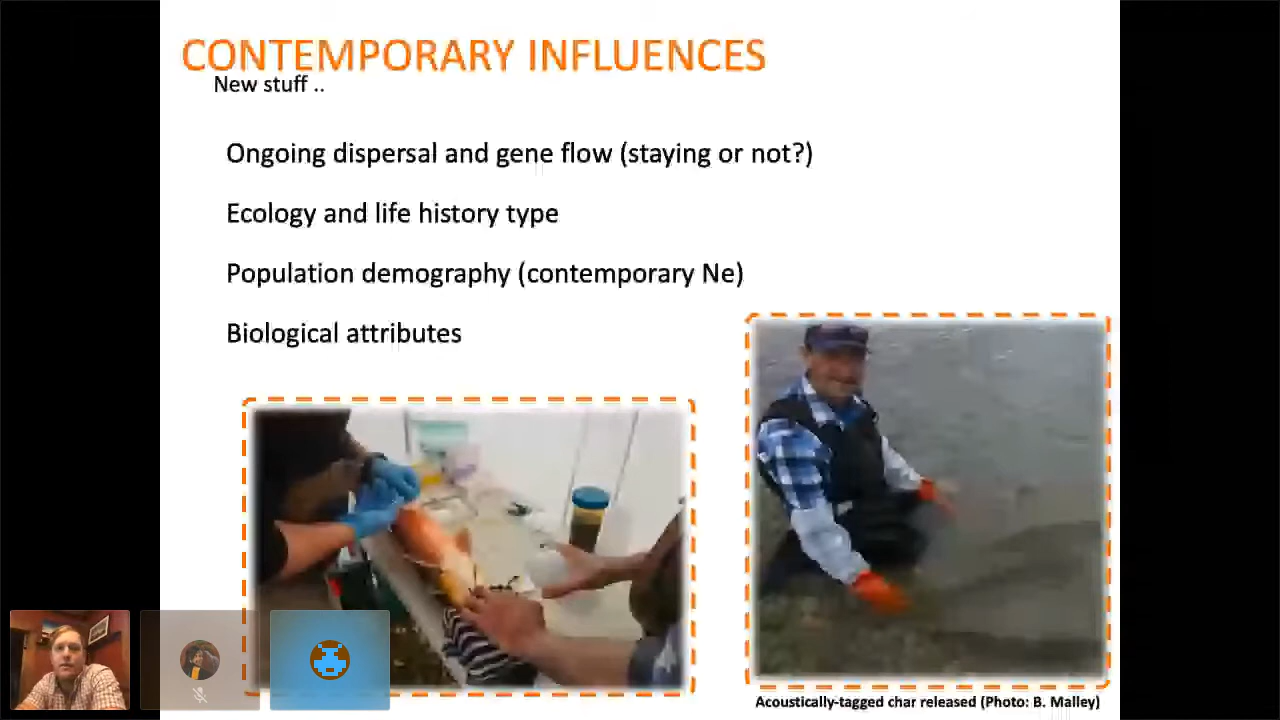 CONTEMPORARY INFLUENCES
New stuff ..
Ongoing dispersal and gene flow (staying or not?)
Ecology and life history type
Population demography (contemporary Ne)
Biological attributes
Acoustically-tagged char released (Photo: B. Malley)